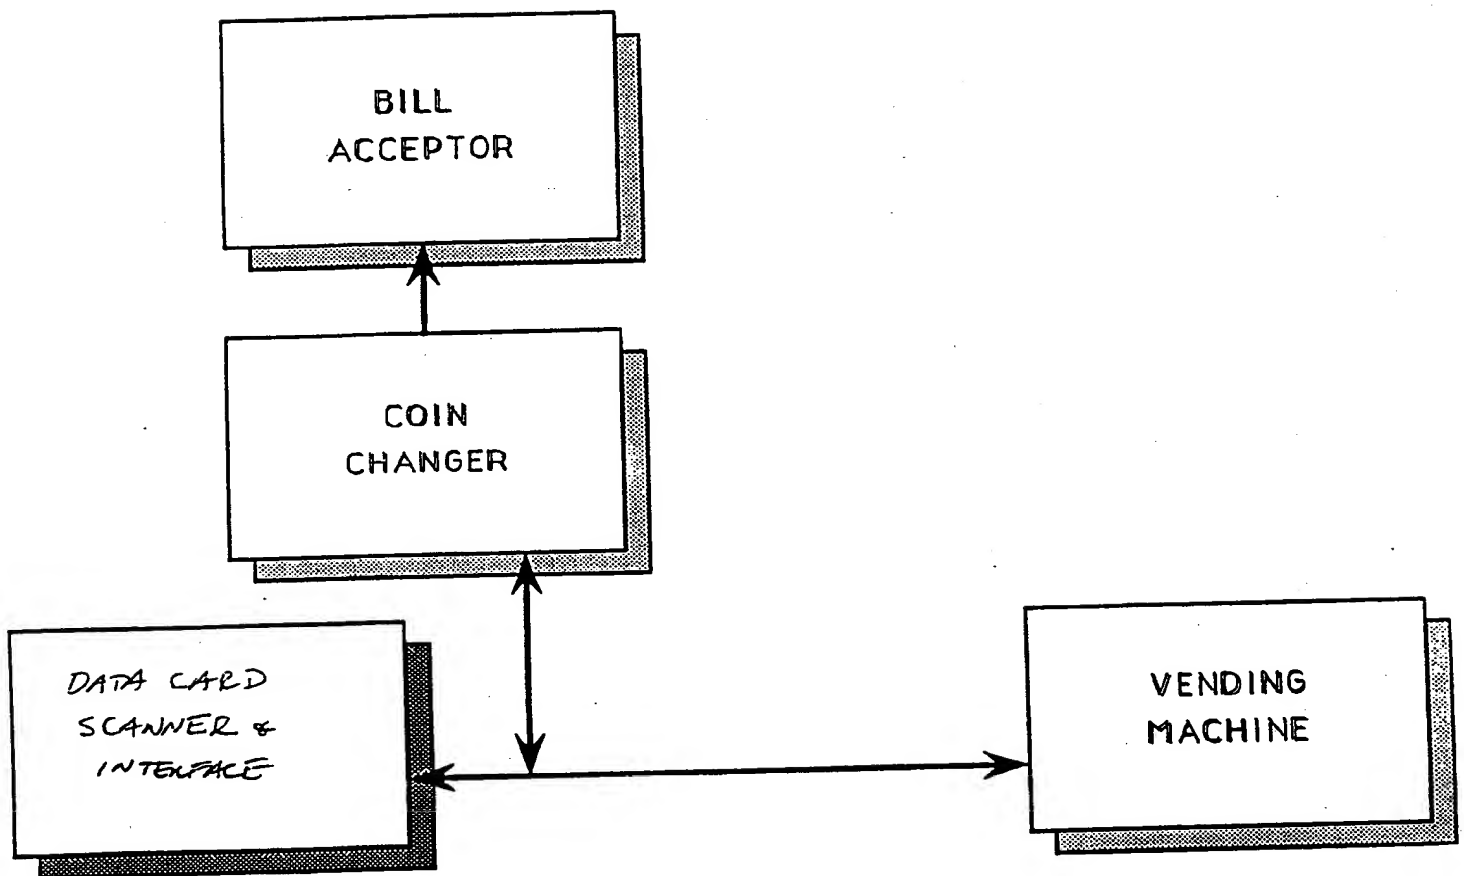 BILL
ACCEPTOR
COIN
CHANGER
DATA CARD
SCANNER &
INTERFACE
VENDING
MACHINE